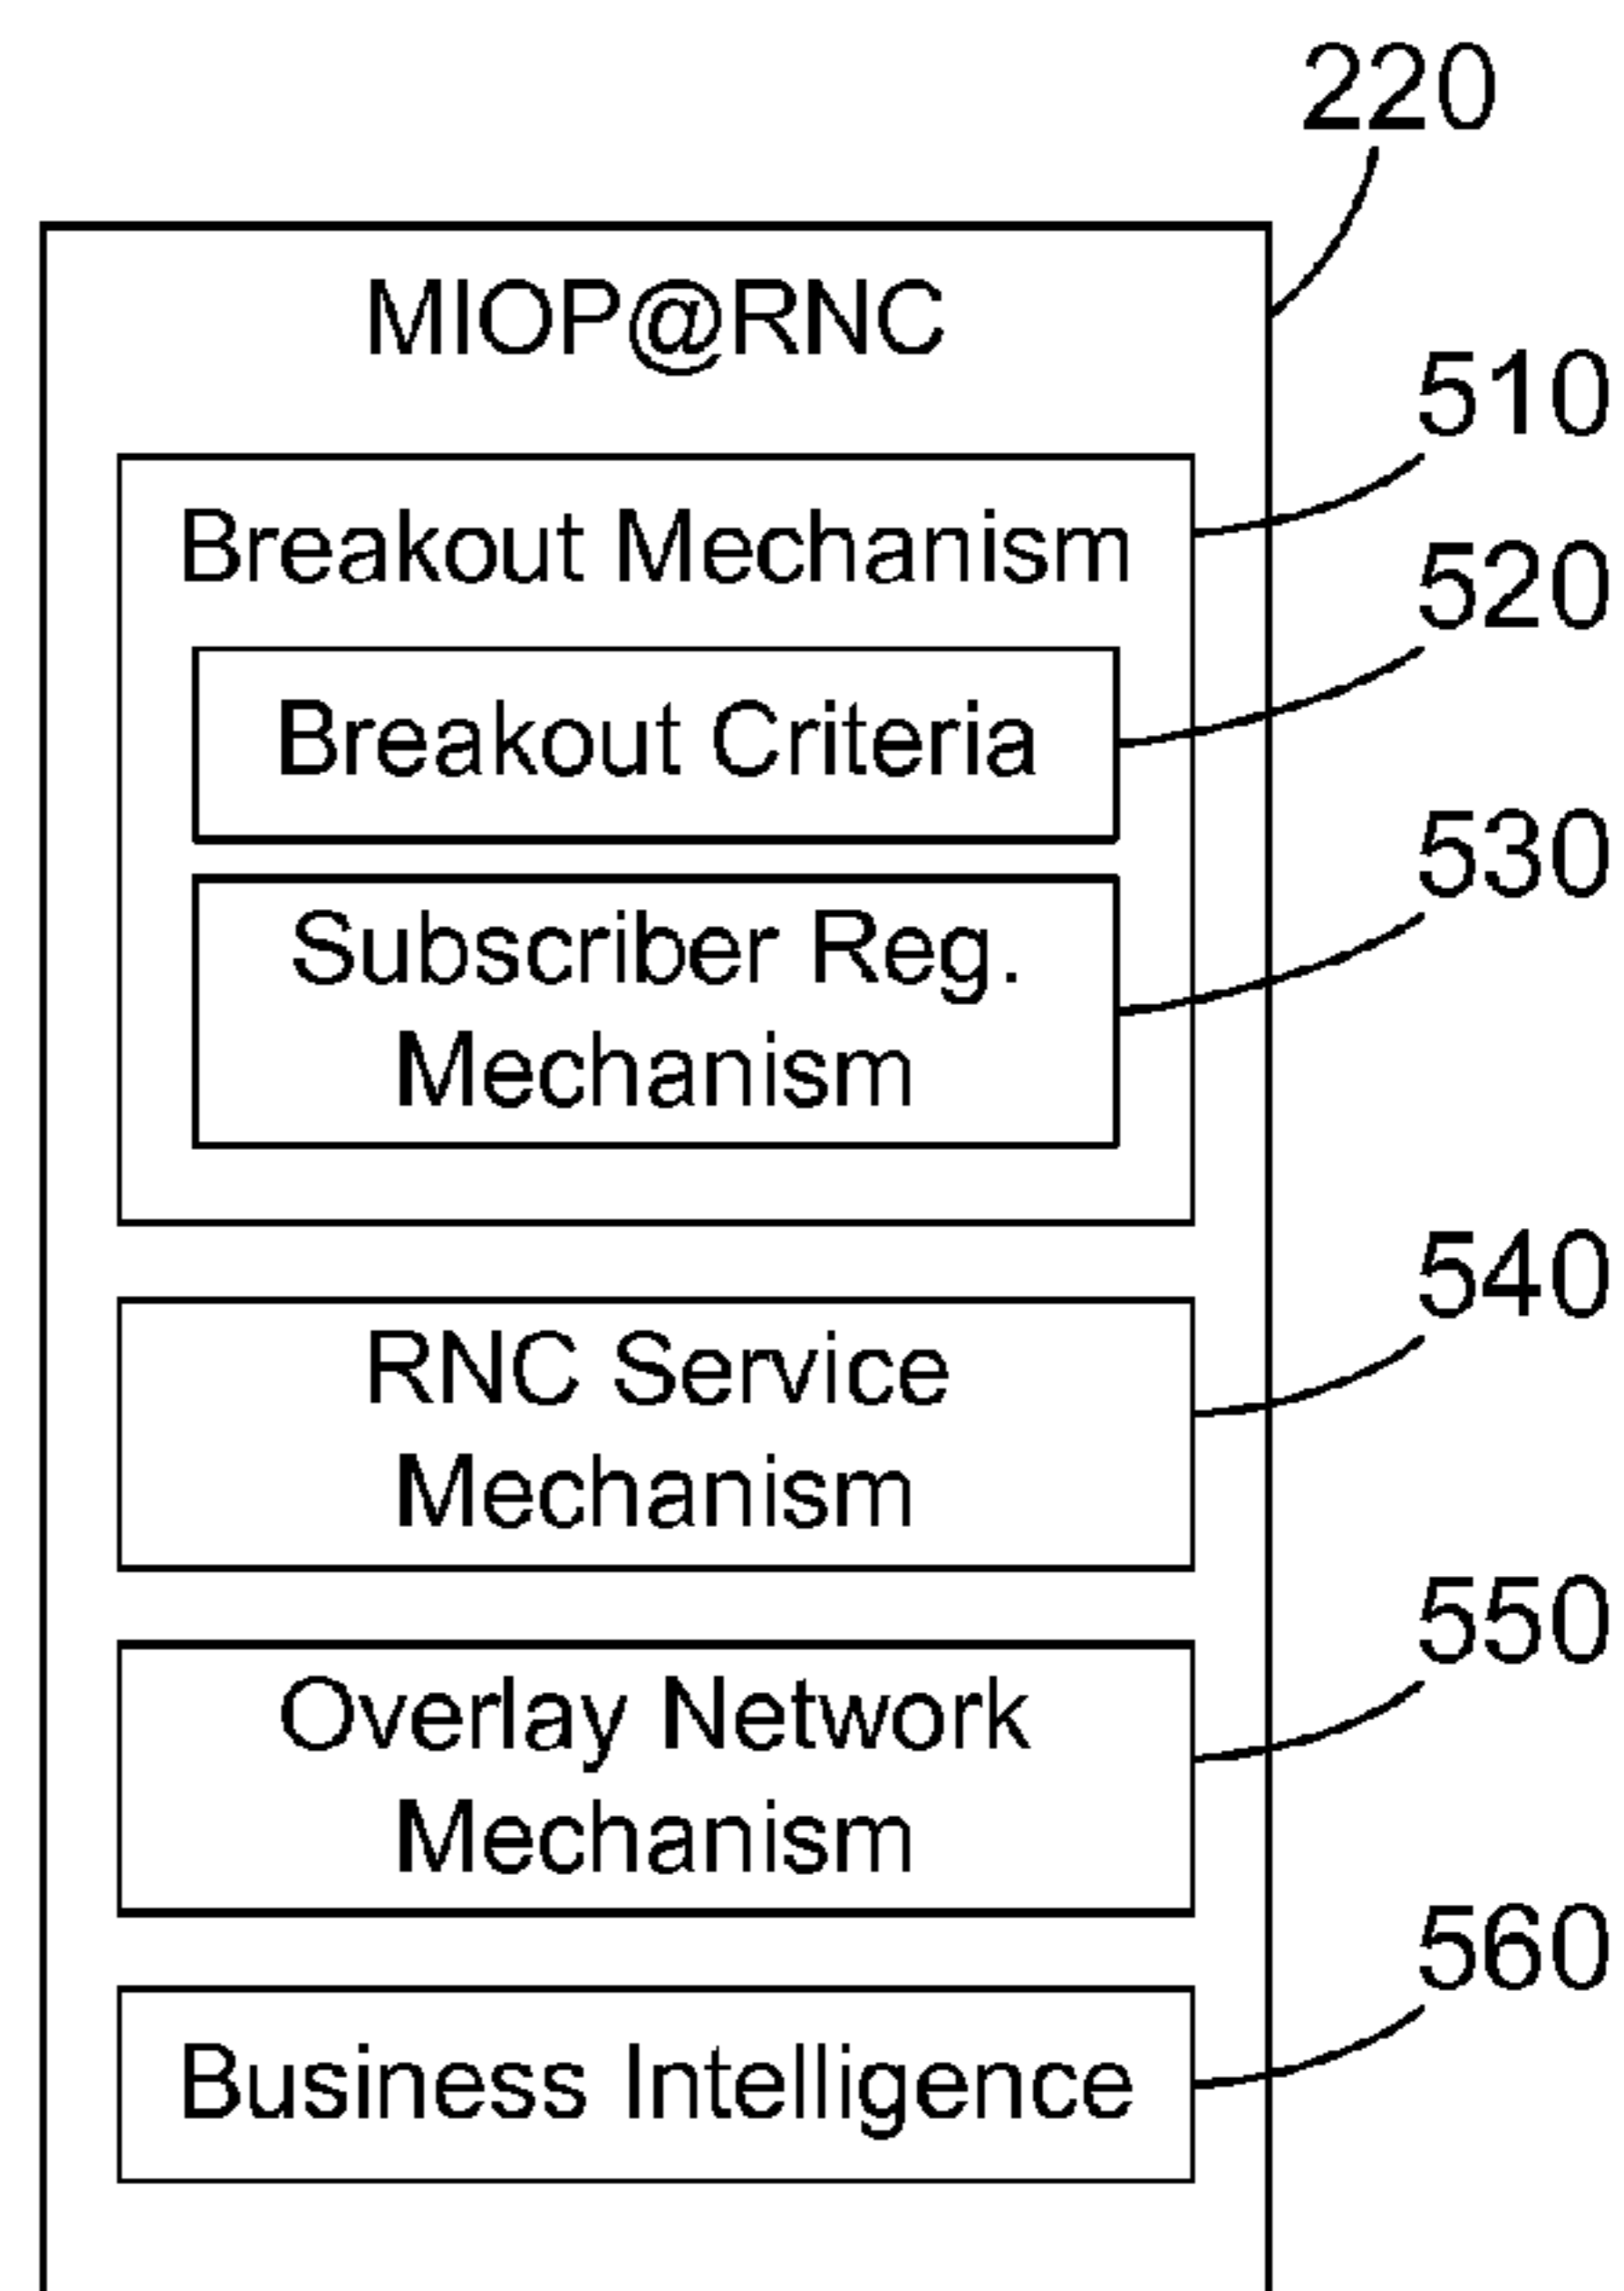 220
MIOP@RNC
510
Breakout Mechanism
520
Breakout Criteria
530
Subscriber Reg.
Mechanism
540
RNC Service
Mechanism
550
Overlay Network
Mechanism
560
Business Intelligence